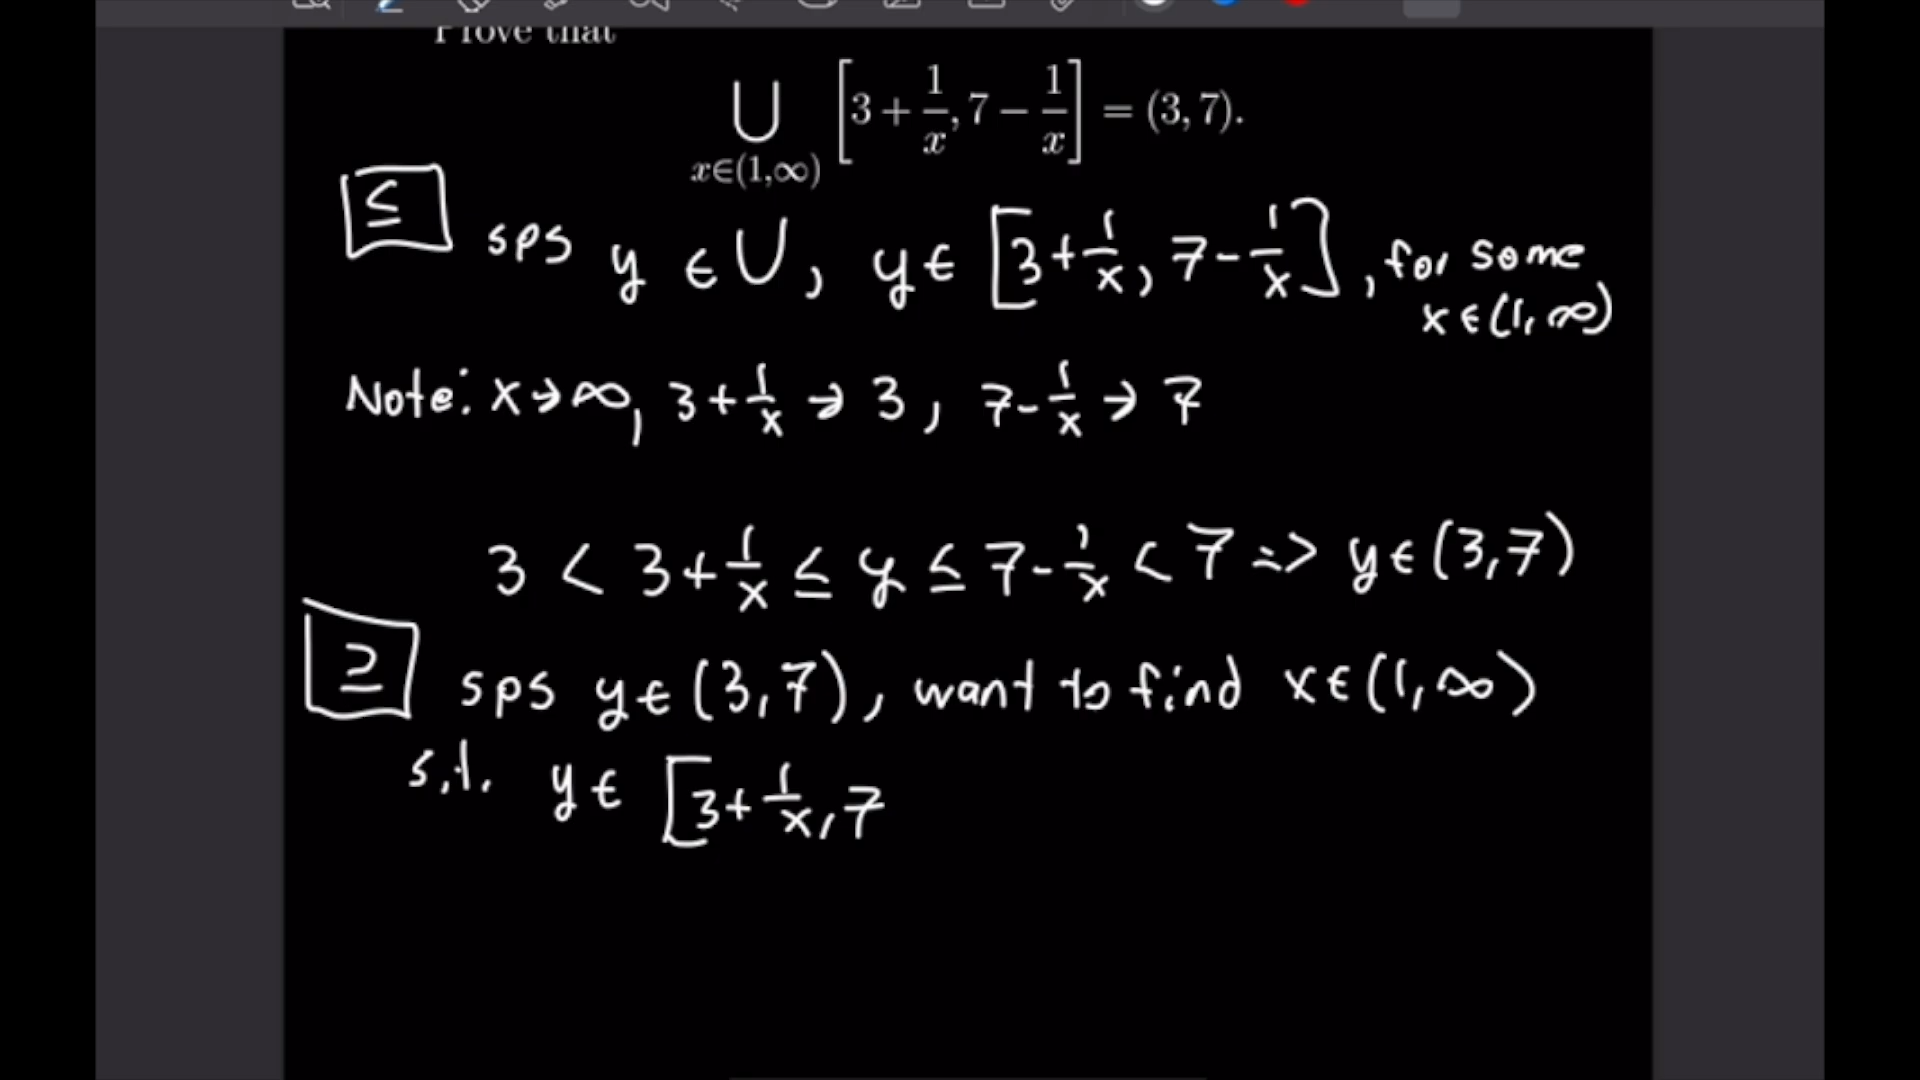 Prove that
⋃_{x∈(1,∞)} [3 + 1/x, 7 − 1/x] = (3, 7).
⊆ sps y ∈ ⋃, y ∈ [3 + 1/x, 7 - 1/x], for some
x ∈ (1, ∞)
Note: x → ∞, 3 + 1/x → 3, 7 - 1/x → 7
3 < 3 + 1/x ≤ y ≤ 7 - 1/x < 7 => y ∈ (3,7)
⊇ sps y ∈ (3,7), want to find x ∈ (1, ∞)
s.t. y ∈ [3 + 1/x, 7